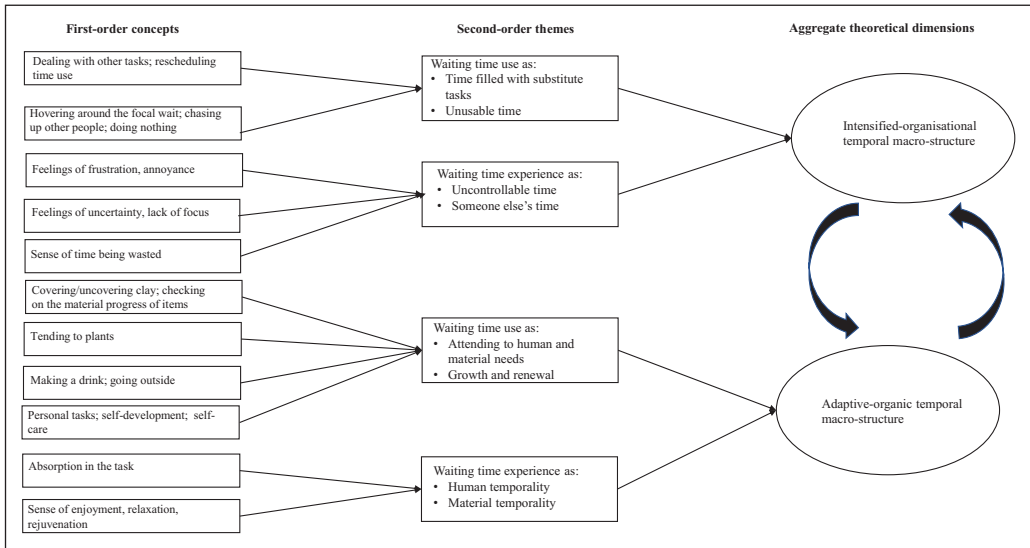 First-order concepts
Second-order themes
Aggregate theoretical dimensions
Dealing with other tasks; rescheduling
time use
Hovering around the focal wait; chasing
up other people; doing nothing
Feelings of frustration, annoyance
Feelings of uncertainty, lack of focus
Sense of time being wasted
Covering/uncovering clay; checking
on the material progress of items
Tending to plants
Making a drink; going outside
Personal tasks; self-development; self-
care
Absorption in the task
Sense of enjoyment, relaxation,
rejuvenation
Waiting time use as:
• Time filled with substitute
tasks
• Unusable time
Waiting time experience as:
• Uncontrollable time
• Someone else's time
Waiting time use as:
• Attending to human and
material needs
• Growth and renewal
Waiting time experience as:
• Human temporality
• Material temporality
Intensified-organisational
temporal macro-structure
Adaptive-organic temporal
macro-structure